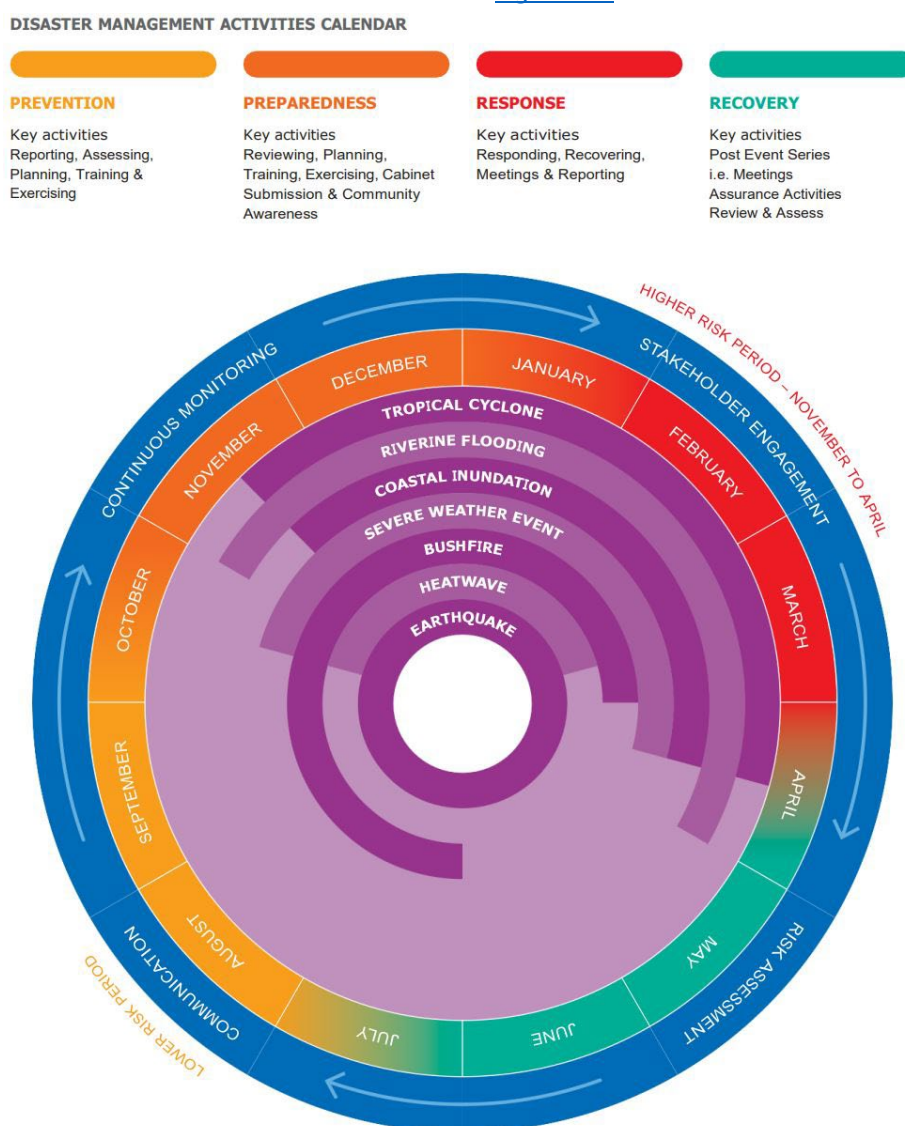 DISASTER MANAGEMENT ACTIVITIES CALENDAR
PREVENTION
Key activities
Reporting, Assessing,
Planning, Training &
Exercising
PREPAREDNESS
Key activities
Reviewing, Planning,
Training, Exercising, Cabinet
Submission & Community
Awareness
RESPONSE
Key activities
Responding, Recovering,
Meetings & Reporting
RECOVERY
Key activities
Post Event Series
i.e. Meetings
Assurance Activities
Review & Assess
HIGHER RISK PERIOD – NOVEMBER TO APRIL
STAKEHOLDER ENGAGEMENT
RISK ASSESSMENT
COMMUNICATION
LOWER RISK PERIOD
CONTINUOUS MONITORING
JANUARY
FEBRUARY
MARCH
APRIL
MAY
JUNE
JULY
AUGUST
SEPTEMBER
OCTOBER
NOVEMBER
DECEMBER
TROPICAL CYCLONE
RIVERINE FLOODING
COASTAL INUNDATION
SEVERE WEATHER EVENT
BUSHFIRE
HEATWAVE
EARTHQUAKE